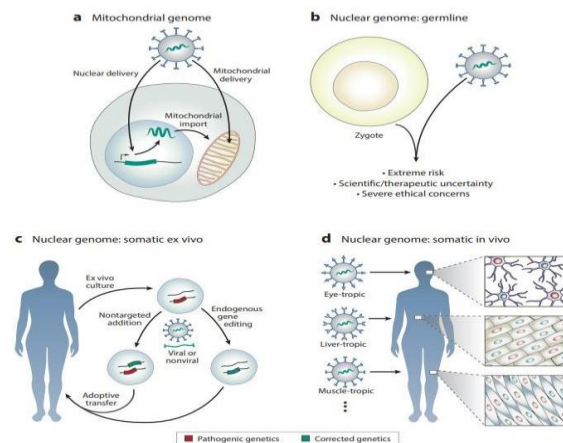 a Mitochondrial genome
Nuclear delivery
Mitochondrial
delivery
Mitochondrial
import
b Nuclear genome: germline
Zygote
• Extreme risk
• Scientific/therapeutic uncertainty
• Severe ethical concerns
c Nuclear genome: somatic ex vivo
Ex vivo
culture
Nontargeted
addition
Endogenous
gene
editing
Viral or
nonviral
Adoptive
transfer
d Nuclear genome: somatic in vivo
Eye-tropic
Liver-tropic
Muscle-tropic
Pathogenic genetics
Corrected genetics